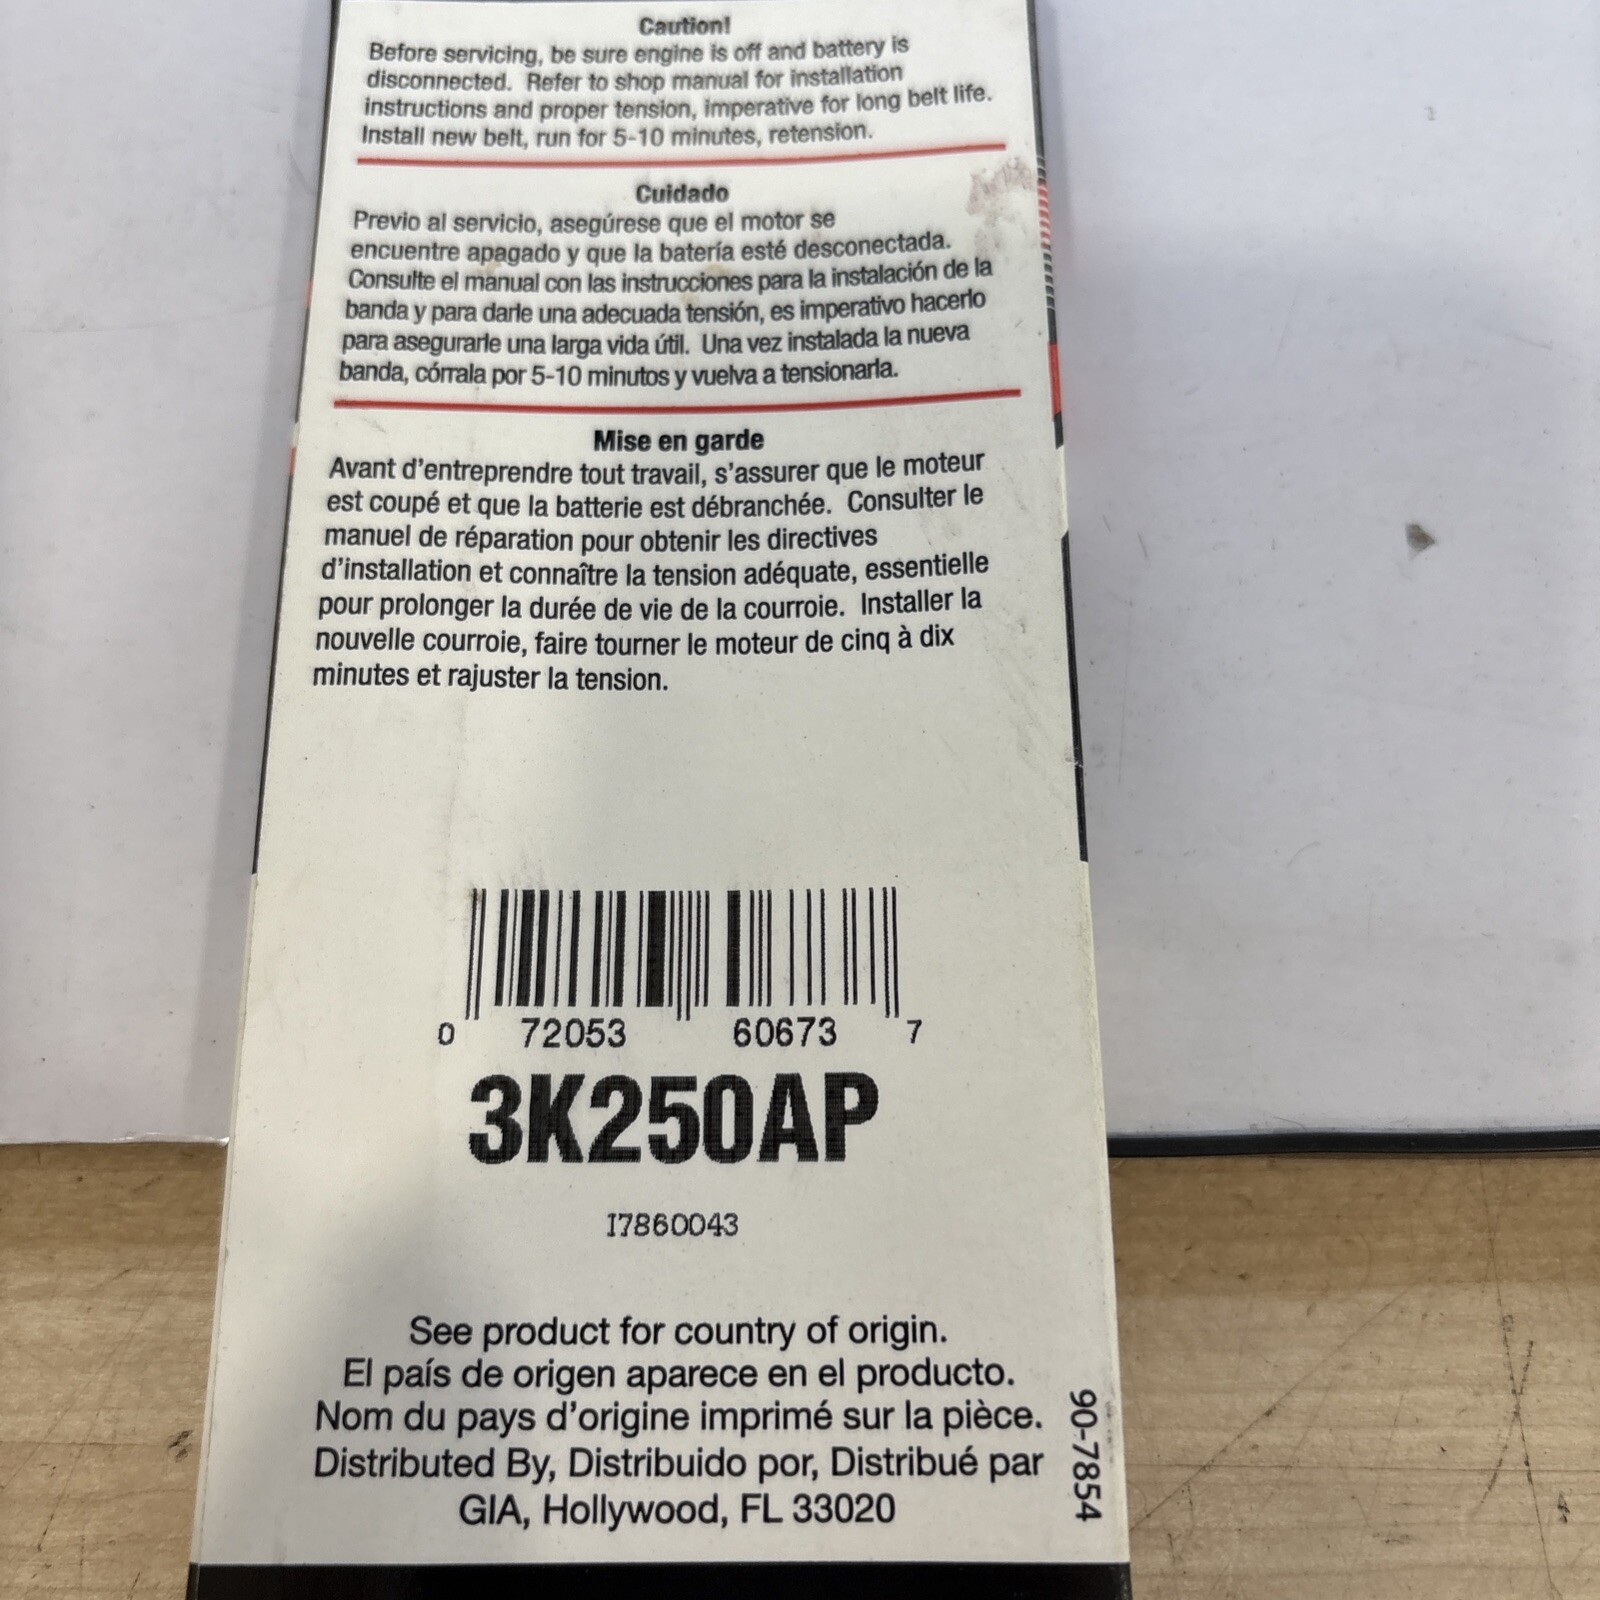 Caution!
Before servicing, be sure engine is off and battery is
disconnected. Refer to shop manual for installation
instructions and proper tension, imperative for long belt life.
Install new belt, run for 5-10 minutes, retension.
Cuidado
Previo al servicio, asegúrese que el motor se
encuentre apagado y que la batería esté desconectada.
Consulte el manual con las instrucciones para la instalación de la
banda y para darle una adecuada tensión, es imperativo hacerlo
para asegurarle una larga vida útil. Una vez instalada la nueva
banda, córrala por 5-10 minutos y vuelva a tensionarla.
Mise en garde
Avant d'entreprendre tout travail, s'assurer que le moteur
est coupé et que la batterie est débranchée. Consulter le
manuel de réparation pour obtenir les directives
d'installation et connaître la tension adéquate, essentielle
pour prolonger la durée de vie de la courroie. Installer la
nouvelle courroie, faire tourner le moteur de cinq à dix
minutes et rajuster la tension.
0 72053 60673 7
3K250AP
I7860043
See product for country of origin.
El país de origen aparece en el producto.
Nom du pays d'origine imprimé sur la pièce.
Distributed By, Distribuido por, Distribué par
GIA, Hollywood, FL 33020
90-7854